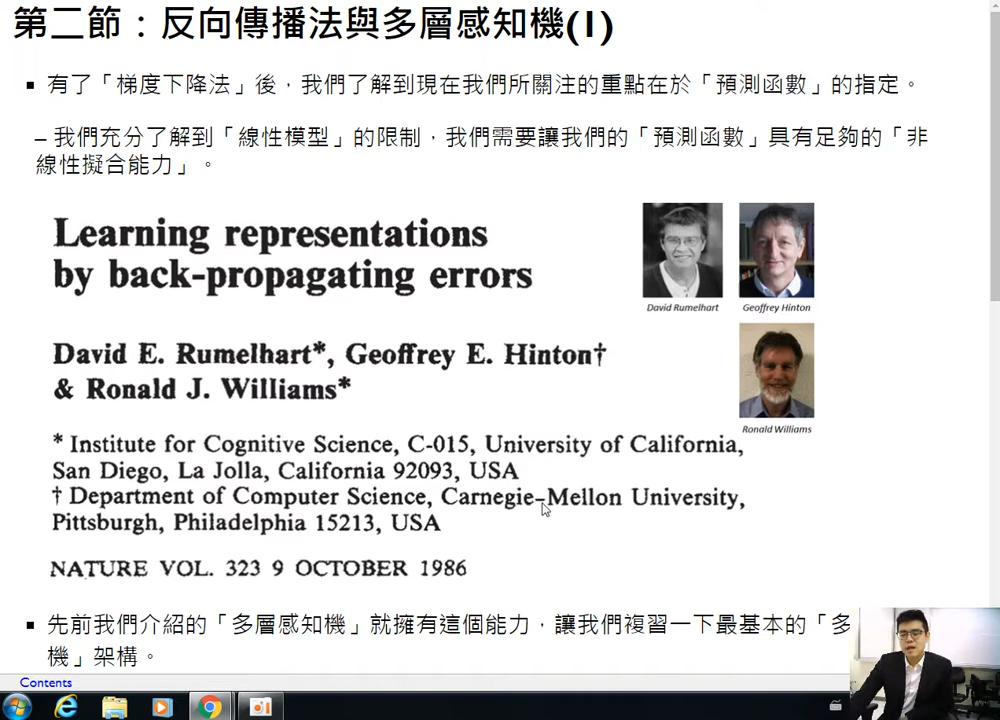 第二節：反向傳播法與多層感知機(1)
▪ 有了「梯度下降法」後，我們了解到現在我們所關注的重點在於「預測函數」的指定。
– 我們充分了解到「線性模型」的限制，我們需要讓我們的「預測函數」具有足夠的「非
線性擬合能力」。
Learning representations
by back-propagating errors
David Rumelhart
Geoffrey Hinton
David E. Rumelhart*, Geoffrey E. Hinton†
& Ronald J. Williams*
Ronald Williams
* Institute for Cognitive Science, C-015, University of California,
San Diego, La Jolla, California 92093, USA
† Department of Computer Science, Carnegie-Mellon University,
Pittsburgh, Philadelphia 15213, USA
NATURE VOL. 323 9 OCTOBER 1986
▪ 先前我們介紹的「多層感知機」就擁有這個能力，讓我們複習一下最基本的「多
機」架構。
Contents